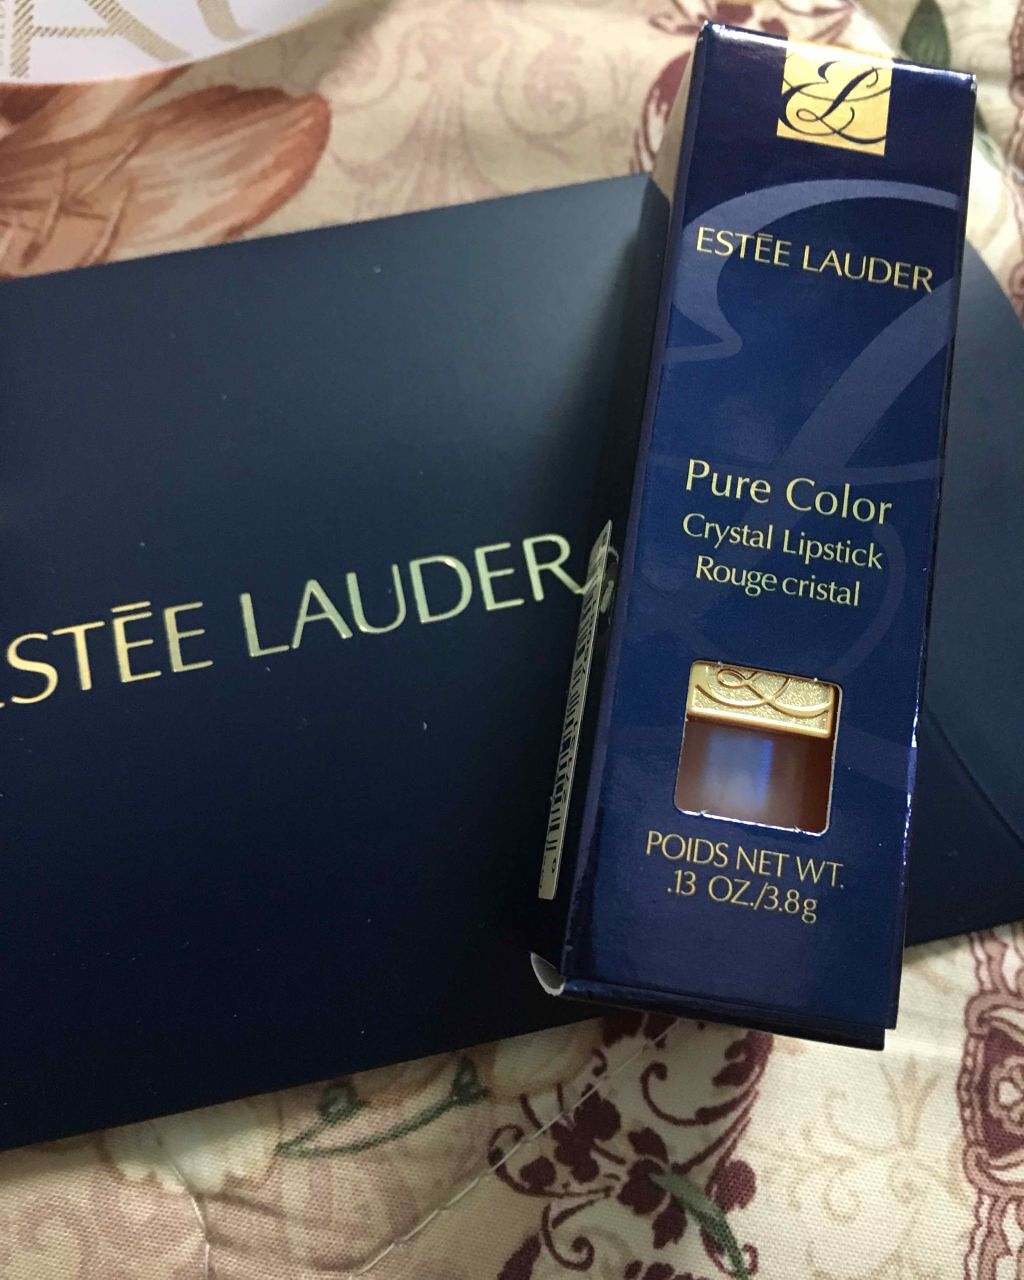 ESTĒE LAUDER
ESTĒE LAUDER
Pure Color
Crystal Lipstick
Rouge cristal
POIDS NET WT.
.13 OZ./3.8g